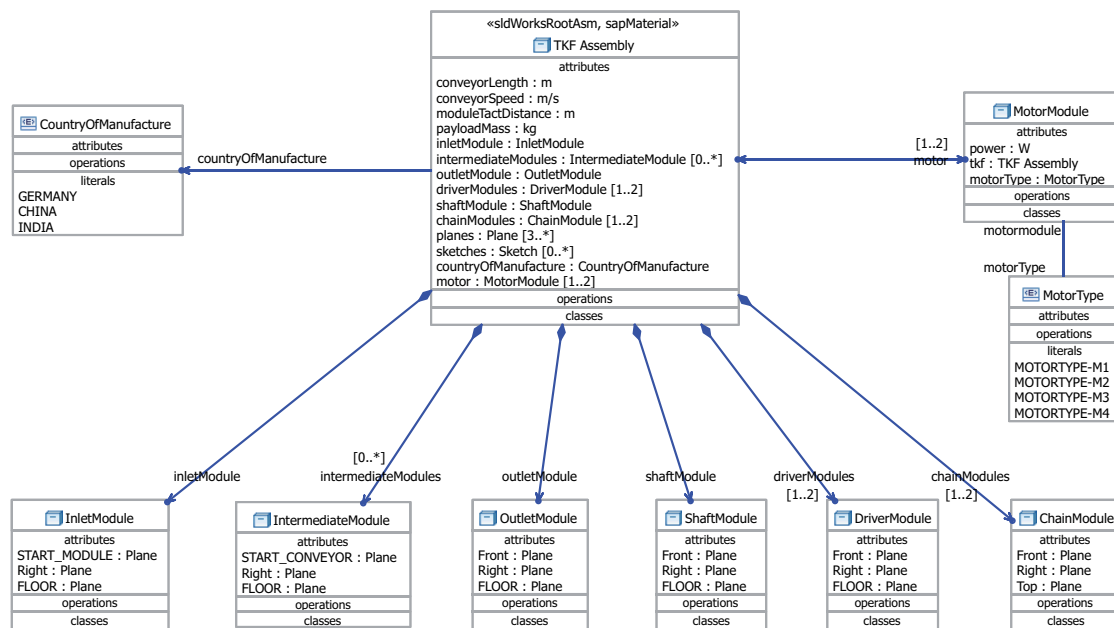 «sldWorksRootAsm, sapMaterial»
TKF Assembly
attributes
conveyorLength : m
conveyorSpeed : m/s
moduleTactDistance : m
payloadMass : kg
inletModule : InletModule
intermediateModules : IntermediateModule [0..*]
outletModule : OutletModule
driverModules : DriverModule [1..2]
shaftModule : ShaftModule
chainModules : ChainModule [1..2]
planes : Plane [3..*]
sketches : Sketch [0..*]
countryOfManufacture : CountryOfManufacture
motor : MotorModule [1..2]
operations
classes
CountryOfManufacture
attributes
operations
literals
GERMANY
CHINA
INDIA
countryOfManufacture
[1..2]
motor
MotorModule
attributes
power : W
tkf : TKF Assembly
motorType : MotorType
operations
classes
motormodule
motorType
MotorType
attributes
operations
literals
MOTORTYPE-M1
MOTORTYPE-M2
MOTORTYPE-M3
MOTORTYPE-M4
inletModule
[0..*]
intermediateModules
outletModule
shaftModule
driverModules
[1..2]
chainModules
[1..2]
InletModule
attributes
START_MODULE : Plane
Right : Plane
FLOOR : Plane
operations
classes
IntermediateModule
attributes
START_CONVEYOR : Plane
Right : Plane
FLOOR : Plane
operations
classes
OutletModule
attributes
Front : Plane
Right : Plane
FLOOR : Plane
operations
classes
ShaftModule
attributes
Front : Plane
Right : Plane
FLOOR : Plane
operations
classes
DriverModule
attributes
Front : Plane
Right : Plane
FLOOR : Plane
operations
classes
ChainModule
attributes
Front : Plane
Right : Plane
Top : Plane
operations
classes